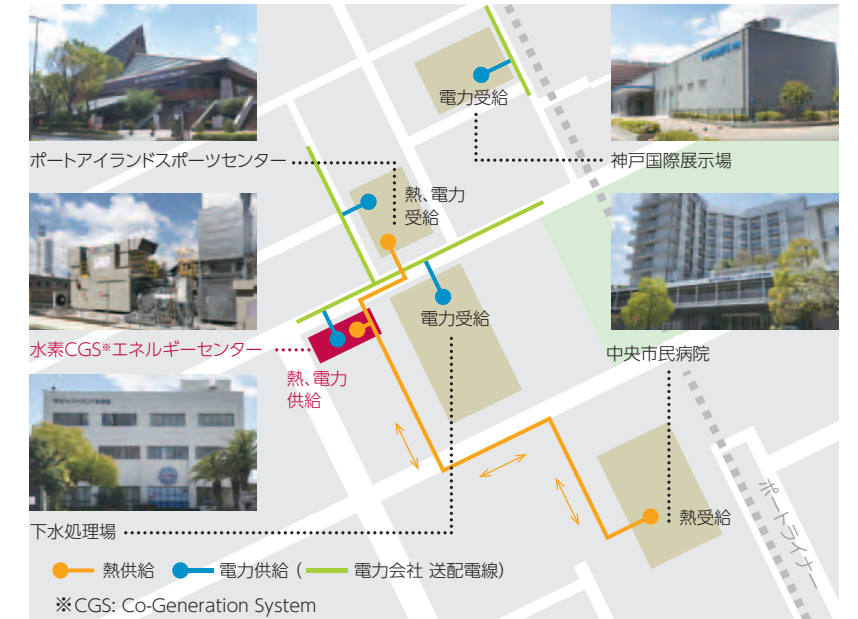 電力受給
ポートアイランドスポーツセンター
神戸国際展示場
熱、電力
受給
電力受給
水素CGS※エネルギーセンター
中央市民病院
熱、電力
供給
熱受給
下水処理場
ポートライナー
熱供給
電力供給(
電力会社 送配電線)
※CGS: Co-Generation System